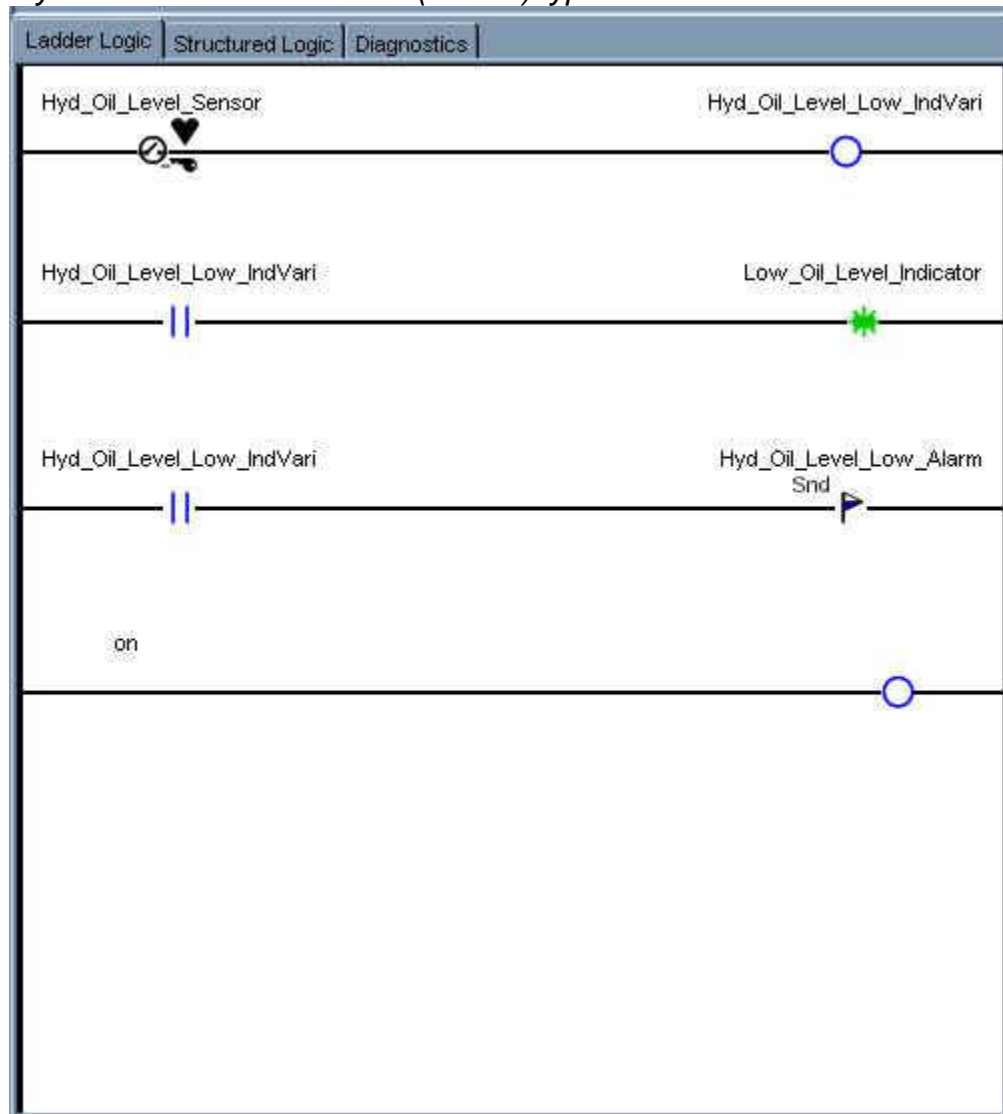 Ladder Logic Structured Logic Diagnostics
Hyd_Oil_Level_Sensor Hyd_Oil_Level_Low_IndVari
Hyd_Oil_Level_Low_IndVari Low_Oil_Level_Indicator
Hyd_Oil_Level_Low_IndVari Hyd_Oil_Level_Low_Alarm
Snd
on